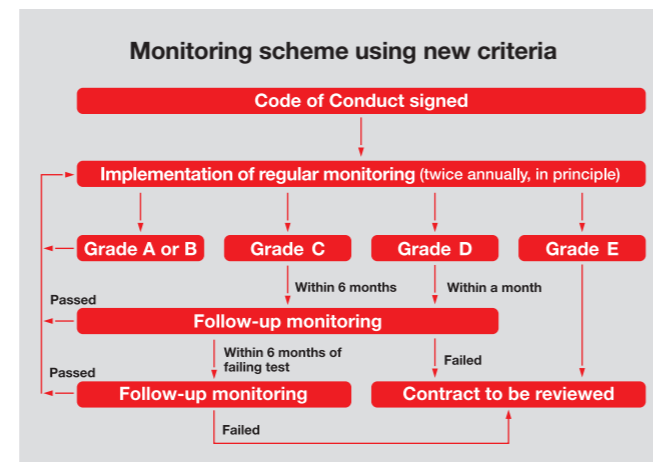 Monitoring scheme using new criteria
Code of Conduct signed
Implementation of regular monitoring (twice annually, in principle)
Grade A or B
Grade C
Grade D
Grade E
Within 6 months
Within a month
Passed
Follow-up monitoring
Within 6 months of
failing test
Failed
Passed
Follow-up monitoring
Contract to be reviewed
Failed